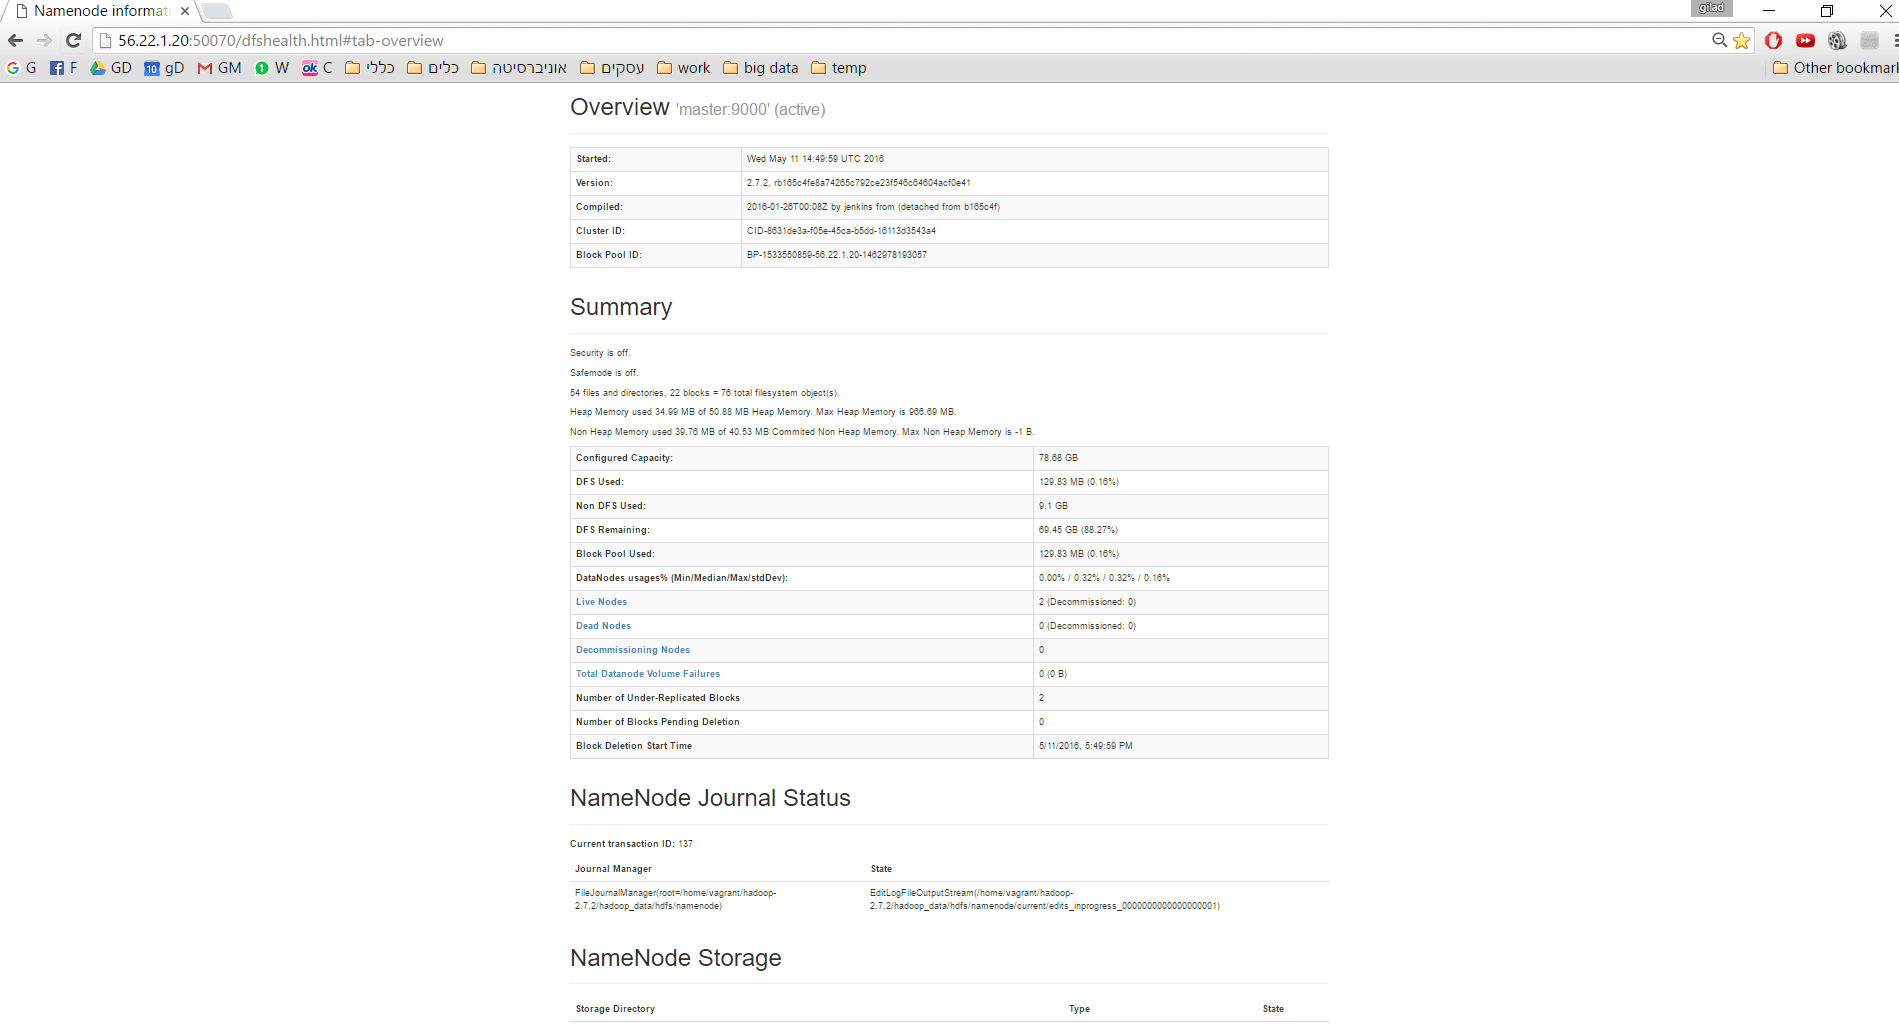 Namenode informat
gilad
56.22.1.20:50070/dfshealth.html#tab-overview
G F GD gD GM W C כללי כלים אוניברסיטה עסקים work big data temp Other bookmark
Overview 'master:9000' (active)
Started: Wed May 11 14:49:59 UTC 2016
Version: 2.7.2, rb165c4fe8a74265c792ce23f546c64604acf0e41
Compiled: 2016-01-26T00:08Z by jenkins from (detached from b165c4f)
Cluster ID: CID-8631de3a-f05e-45ca-b5dd-16113d3543a4
Block Pool ID: BP-1533550859-56.22.1.20-1462978193057
Summary
Security is off.
Safemode is off.
54 files and directories, 22 blocks = 76 total filesystem object(s).
Heap Memory used 34.99 MB of 50.88 MB Heap Memory. Max Heap Memory is 966.69 MB.
Non Heap Memory used 39.76 MB of 40.53 MB Commited Non Heap Memory. Max Non Heap Memory is -1 B.
Configured Capacity: 78.68 GB
DFS Used: 129.83 MB (0.16%)
Non DFS Used: 9.1 GB
DFS Remaining: 69.45 GB (88.27%)
Block Pool Used: 129.83 MB (0.16%)
DataNodes usages% (Min/Median/Max/stdDev): 0.00% / 0.32% / 0.32% / 0.16%
Live Nodes 2 (Decommissioned: 0)
Dead Nodes 0 (Decommissioned: 0)
Decommissioning Nodes 0
Total Datanode Volume Failures 0 (0 B)
Number of Under-Replicated Blocks 2
Number of Blocks Pending Deletion 0
Block Deletion Start Time 5/11/2016, 5:49:59 PM
NameNode Journal Status
Current transaction ID: 137
Journal Manager State
FileJournalManager(root=/home/vagrant/hadoop- EditLogFileOutputStream(/home/vagrant/hadoop-
2.7.2/hadoop_data/hdfs/namenode) 2.7.2/hadoop_data/hdfs/namenode/current/edits_inprogress_0000000000000000001)
NameNode Storage
Storage Directory Type State